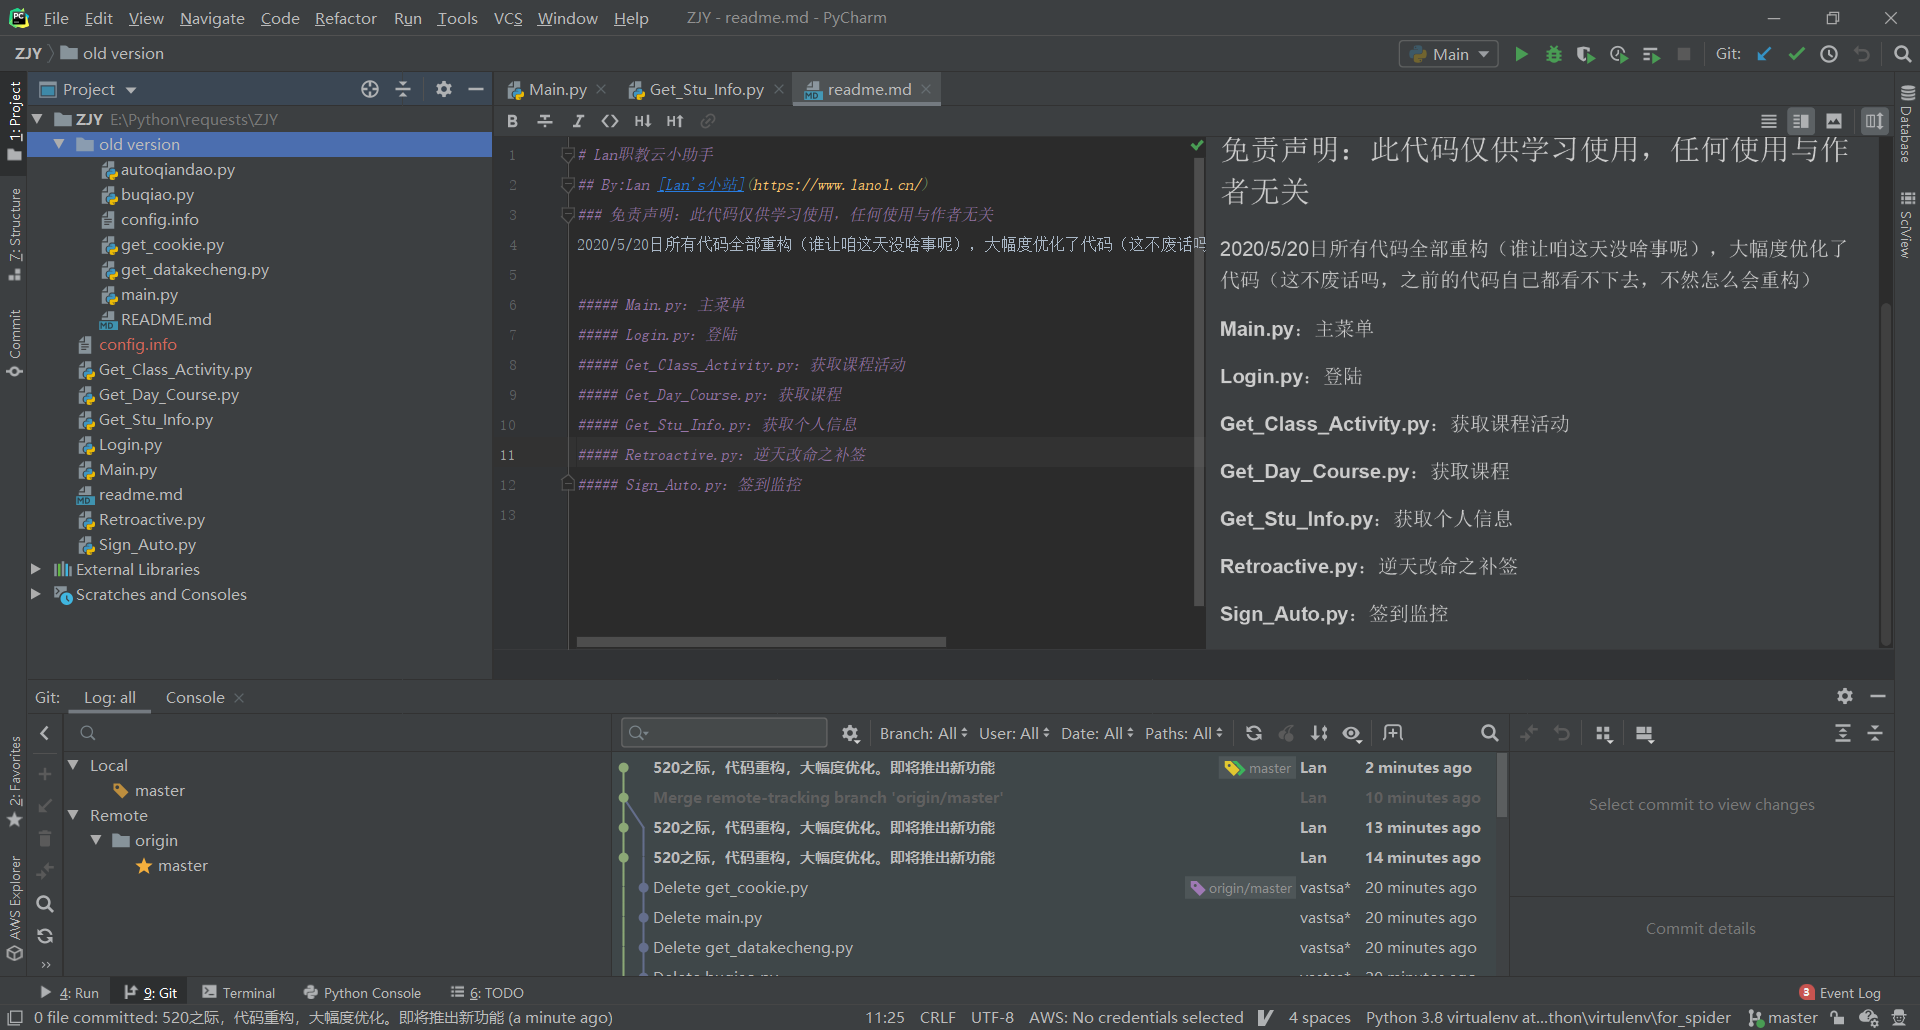 File Edit View Navigate Code Refactor Run Tools VCS Window Help ZJY - readme.md - PyCharm
ZJY old version Main Git:
1: Project
Z: Structure
Commit
2: Favorites
AWS Explorer
Project
ZJY E:\Python\requests\ZJY
old version
autoqiandao.py
buqiao.py
config.info
get_cookie.py
get_datakecheng.py
main.py
README.md
config.info
Get_Class_Activity.py
Get_Day_Course.py
Get_Stu_Info.py
Login.py
Main.py
readme.md
Retroactive.py
Sign_Auto.py
External Libraries
Scratches and Consoles
Main.py Get_Stu_Info.py readme.md
B I <> H↓ H↑
1 # Lan职教云小助手
2 ## By:Lan [Lan's小站](https://www.lanol.cn/)
3 ### 免责声明：此代码仅供学习使用，任何使用与作者无关
4 2020/5/20日所有代码全部重构（谁让咱这天没啥事呢），大幅度优化了代码（这不废话吗
5
6 ##### Main.py：主菜单
7 ##### Login.py：登陆
8 ##### Get_Class_Activity.py：获取课程活动
9 ##### Get_Day_Course.py：获取课程
10 ##### Get_Stu_Info.py：获取个人信息
11 ##### Retroactive.py：逆天改命之补签
12 ##### Sign_Auto.py：签到监控
13
免责声明：此代码仅供学习使用，任何使用与作
者无关
2020/5/20日所有代码全部重构（谁让咱这天没啥事呢），大幅度优化了
代码（这不废话吗，之前的代码自己都看不下去，不然怎么会重构）
Main.py：主菜单
Login.py：登陆
Get_Class_Activity.py：获取课程活动
Get_Day_Course.py：获取课程
Get_Stu_Info.py：获取个人信息
Retroactive.py：逆天改命之补签
Sign_Auto.py：签到监控
Database
SciView
Git: Log: all Console
Local
master
Remote
origin
master
Branch: All User: All Date: All Paths: All
520之际，代码重构，大幅度优化。即将推出新功能 master Lan 2 minutes ago
Merge remote-tracking branch 'origin/master' Lan 10 minutes ago
520之际，代码重构，大幅度优化。即将推出新功能 Lan 13 minutes ago
520之际，代码重构，大幅度优化。即将推出新功能 Lan 14 minutes ago
Delete get_cookie.py origin/master vastsa* 20 minutes ago
Delete main.py vastsa* 20 minutes ago
Delete get_datakecheng.py vastsa* 20 minutes ago
Delete buqiao.py vastsa* 20 minutes ago
Select commit to view changes
Commit details
4: Run 9: Git Terminal Python Console 6: TODO 3 Event Log
0 file committed: 520之际，代码重构，大幅度优化。即将推出新功能 (a minute ago) 11:25 CRLF UTF-8 AWS: No credentials selected 4 spaces Python 3.8 virtualenv at...thon\virtulenv\for_spider master